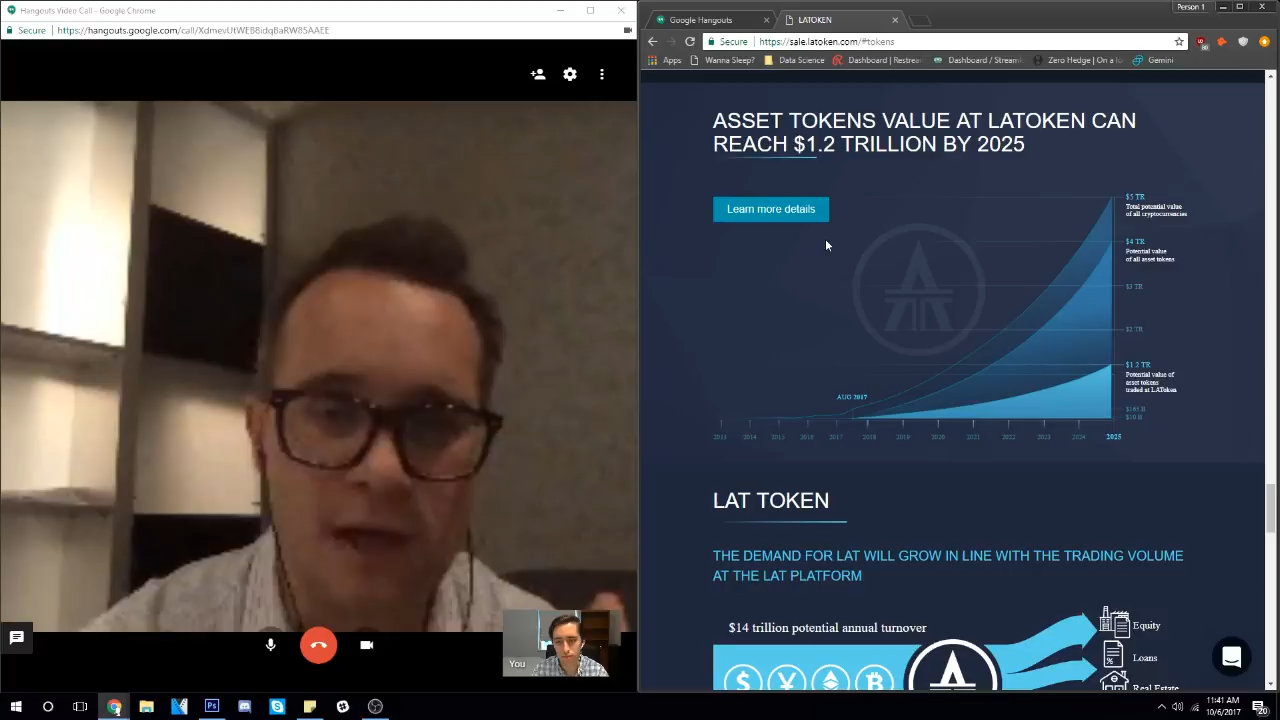 Hangouts Video Call - Google Chrome
Secure https://hangouts.google.com/call/
You
Person 1
Google Hangouts
LATOKEN
Secure https://sale.latoken.com/#tokens
Apps Wanna Sleep? Data Science Dashboard | Restrea Dashboard / Streami Zero Hedge | On a lo Gemini
ASSET TOKENS VALUE AT LATOKEN CAN
REACH $1.2 TRILLION BY 2025
Learn more details
$5 TR
Total potential value
of all cryptocurrencies
$4 TR
Potential value
of all asset tokens
$3 TR
$2 TR
$1.2 TR
Potential value of
asset tokens
traded at LAToken
$165 B
$10 B
AUG 2017
2013 2014 2015 2016 2017 2018 2019 2020 2021 2022 2023 2024 2025
LAT TOKEN
THE DEMAND FOR LAT WILL GROW IN LINE WITH THE TRADING VOLUME
AT THE LAT PLATFORM
$14 trillion potential annual turnover
Equity
Loans
Real Estate
11:41 AM
10/6/2017
20